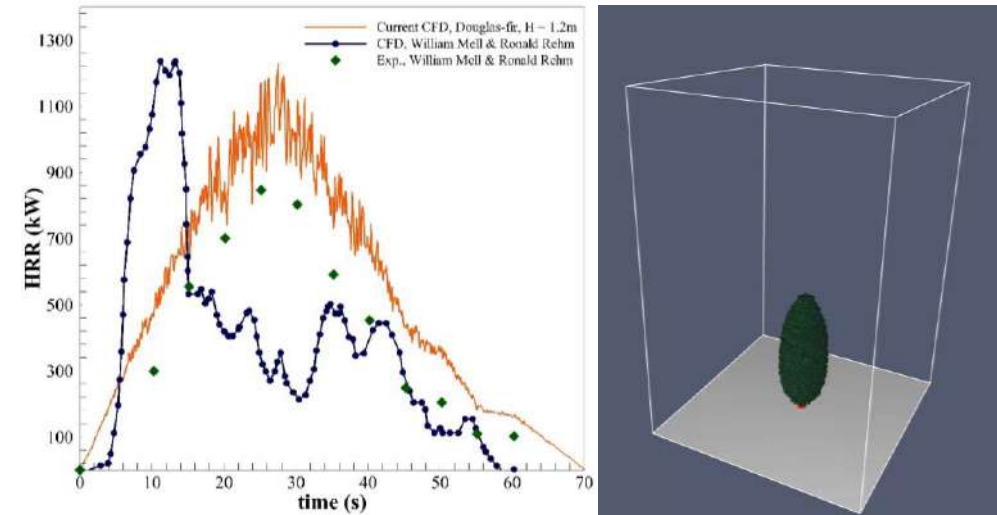 1300
1100
900
700
500
300
100
HRR (kW)
Current CFD, Douglas-fir, H = 1.2m
CFD, William Mell & Ronald Rehm
Exp., William Mell & Ronald Rehm
0 10 20 30 40 50 60 70
time (s)